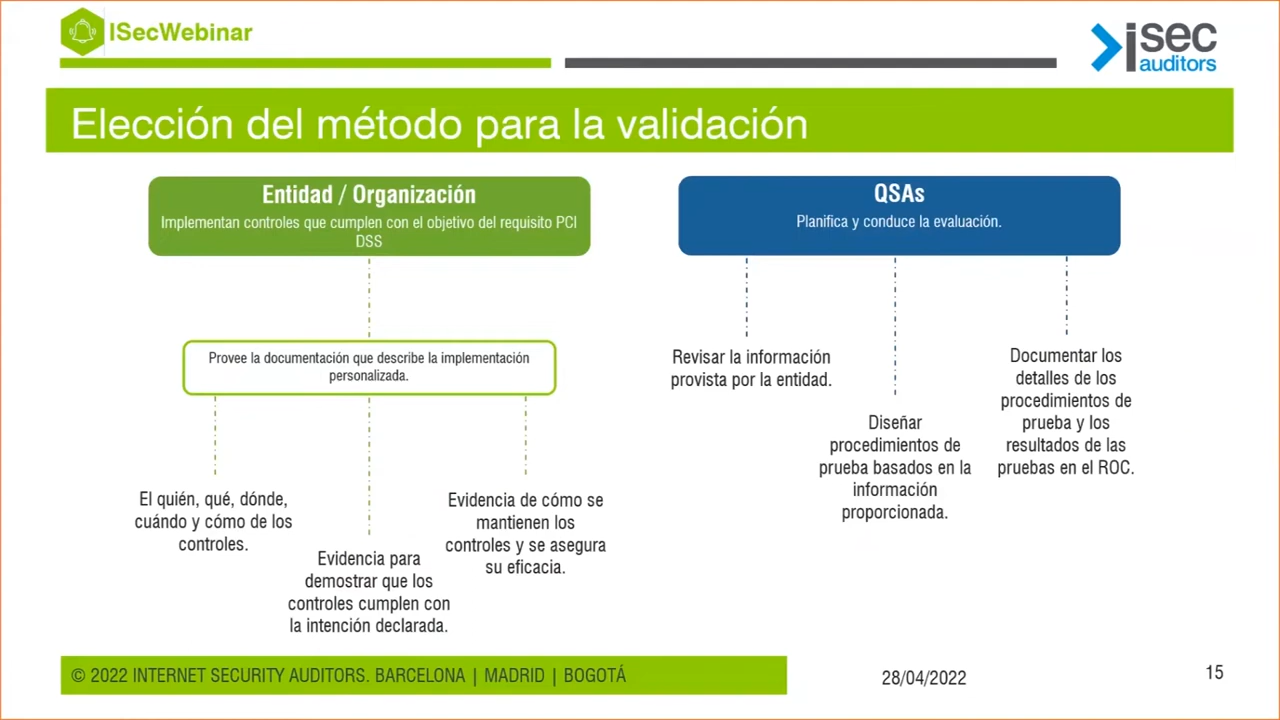 ISecWebinar
isec
auditors
Elección del método para la validación
Entidad / Organización
Implementan controles que cumplen con el objetivo del requisito PCI
DSS
Provee la documentación que describe la implementación
personalizada.
El quién, qué, dónde,
cuándo y cómo de los
controles.
Evidencia para
demostrar que los
controles cumplen con
la intención declarada.
Evidencia de cómo se
mantienen los
controles y se asegura
su eficacia.
QSAs
Planifica y conduce la evaluación.
Revisar la información
provista por la entidad.
Diseñar
procedimientos de
prueba basados en la
información
proporcionada.
Documentar los
detalles de los
procedimientos de
prueba y los
resultados de las
pruebas en el ROC.
© 2022 INTERNET SECURITY AUDITORS. BARCELONA | MADRID | BOGOTÁ
28/04/2022
15